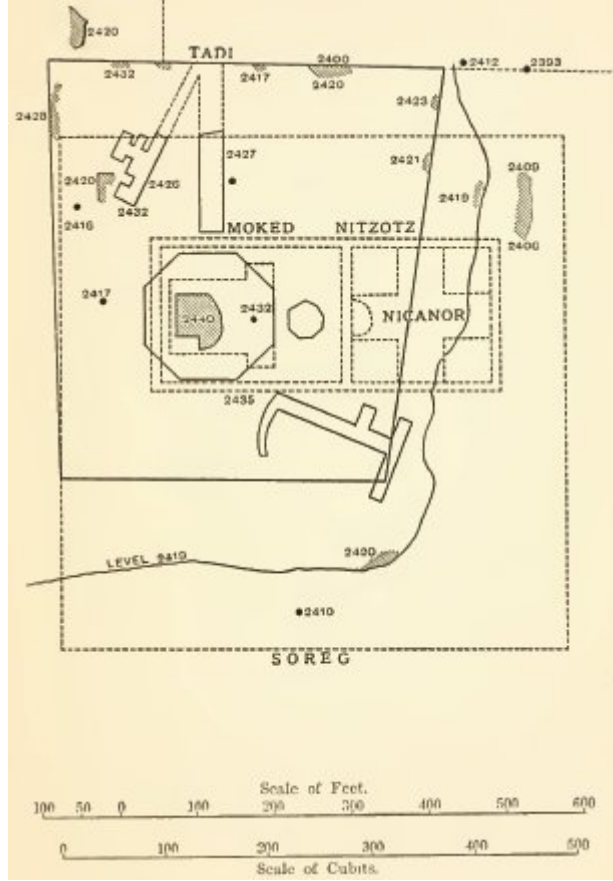 2420
TADI
2432 2417 2400 2412 2393
2420
2428 2423
2427 2421
2420 2426 2419 2409
2432
2416 MOKED NITZOTZ 2406
2417 2440 2432 NICANOR
2435
LEVEL 2419 2420
2410
SOREG
Scale of Feet.
100 50 0 100 200 300 400 500 600
0 100 200 300 400 500
Scale of Cubits.